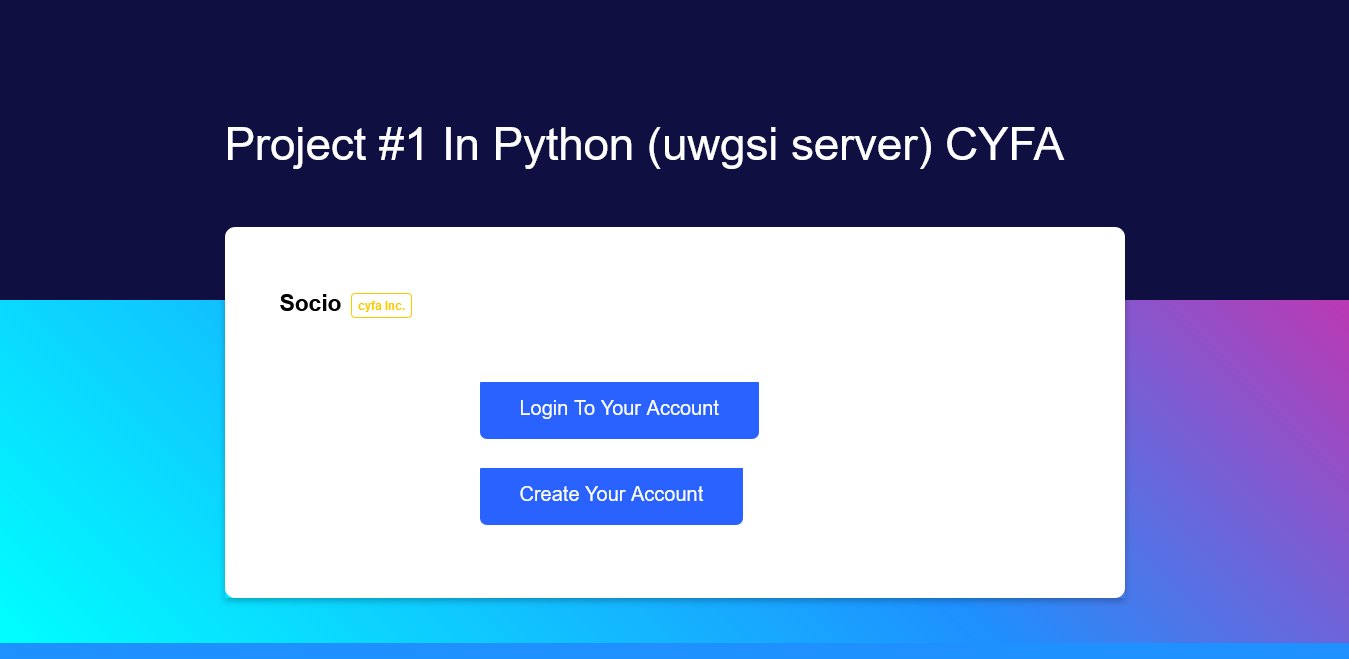 Project #1 In Python (uwgsi server) CYFA
Socio cyfa Inc.
Login To Your Account
Create Your Account